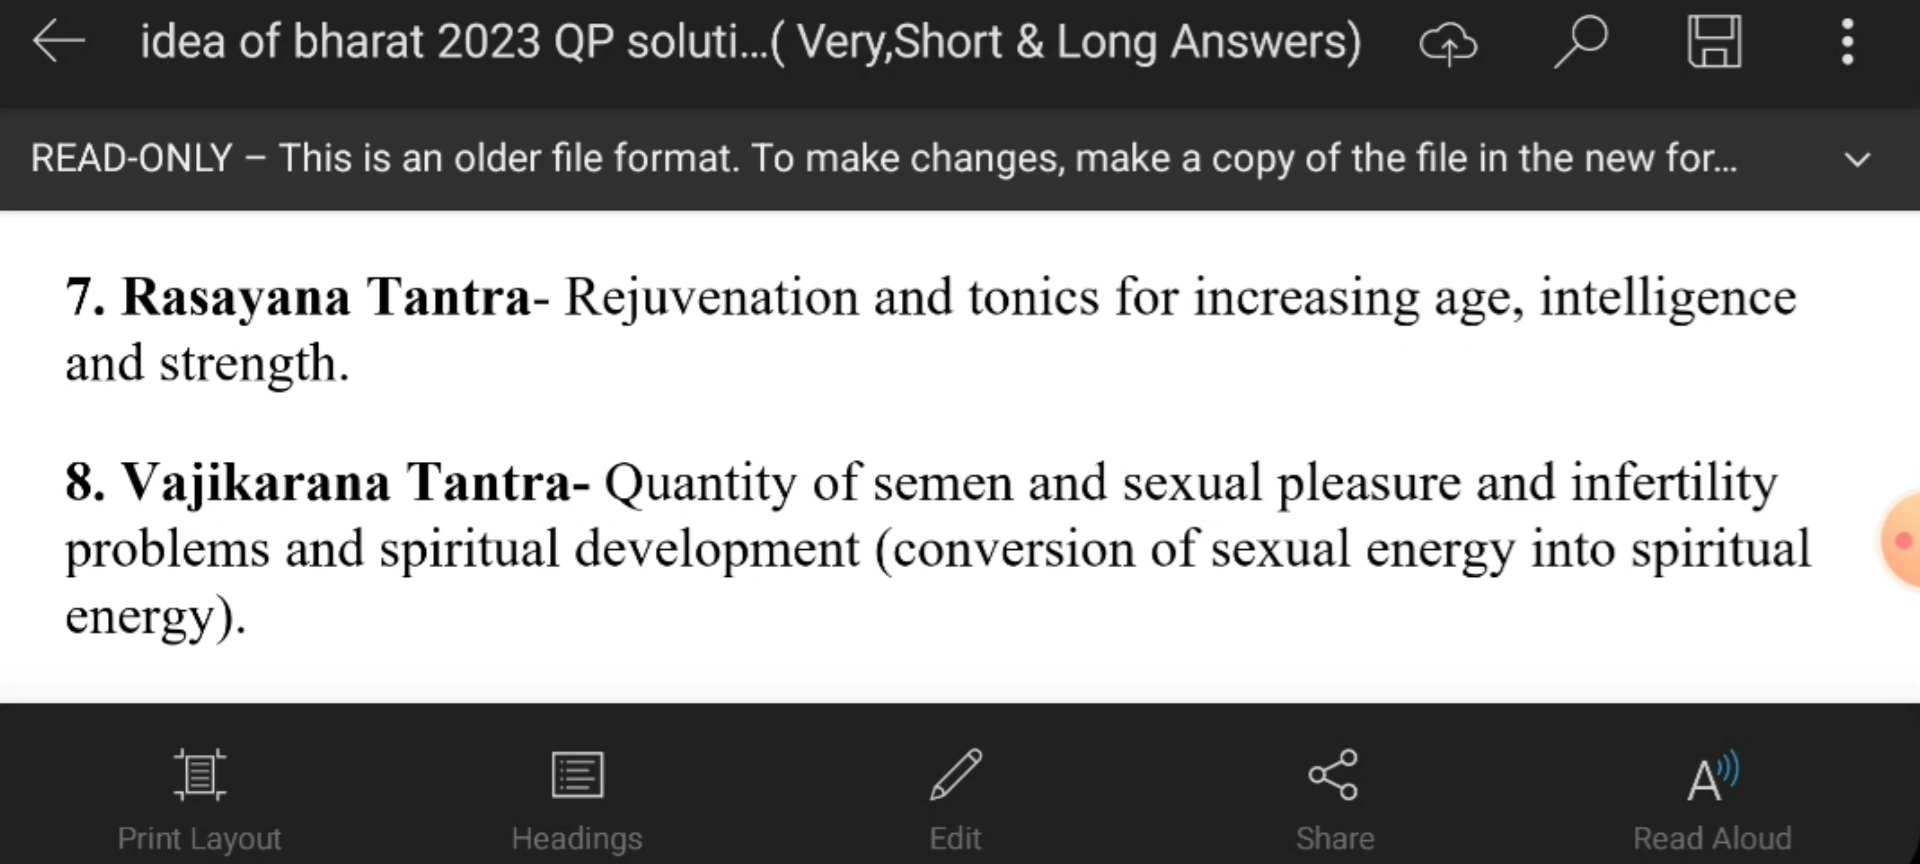 idea of bharat 2023 QP soluti...( Very,Short & Long Answers)
READ-ONLY – This is an older file format. To make changes, make a copy of the file in the new for...
7. Rasayana Tantra- Rejuvenation and tonics for increasing age, intelligence
and strength.
8. Vajikarana Tantra- Quantity of semen and sexual pleasure and infertility
problems and spiritual development (conversion of sexual energy into spiritual
energy).
Print Layout Headings Edit Share Read Aloud